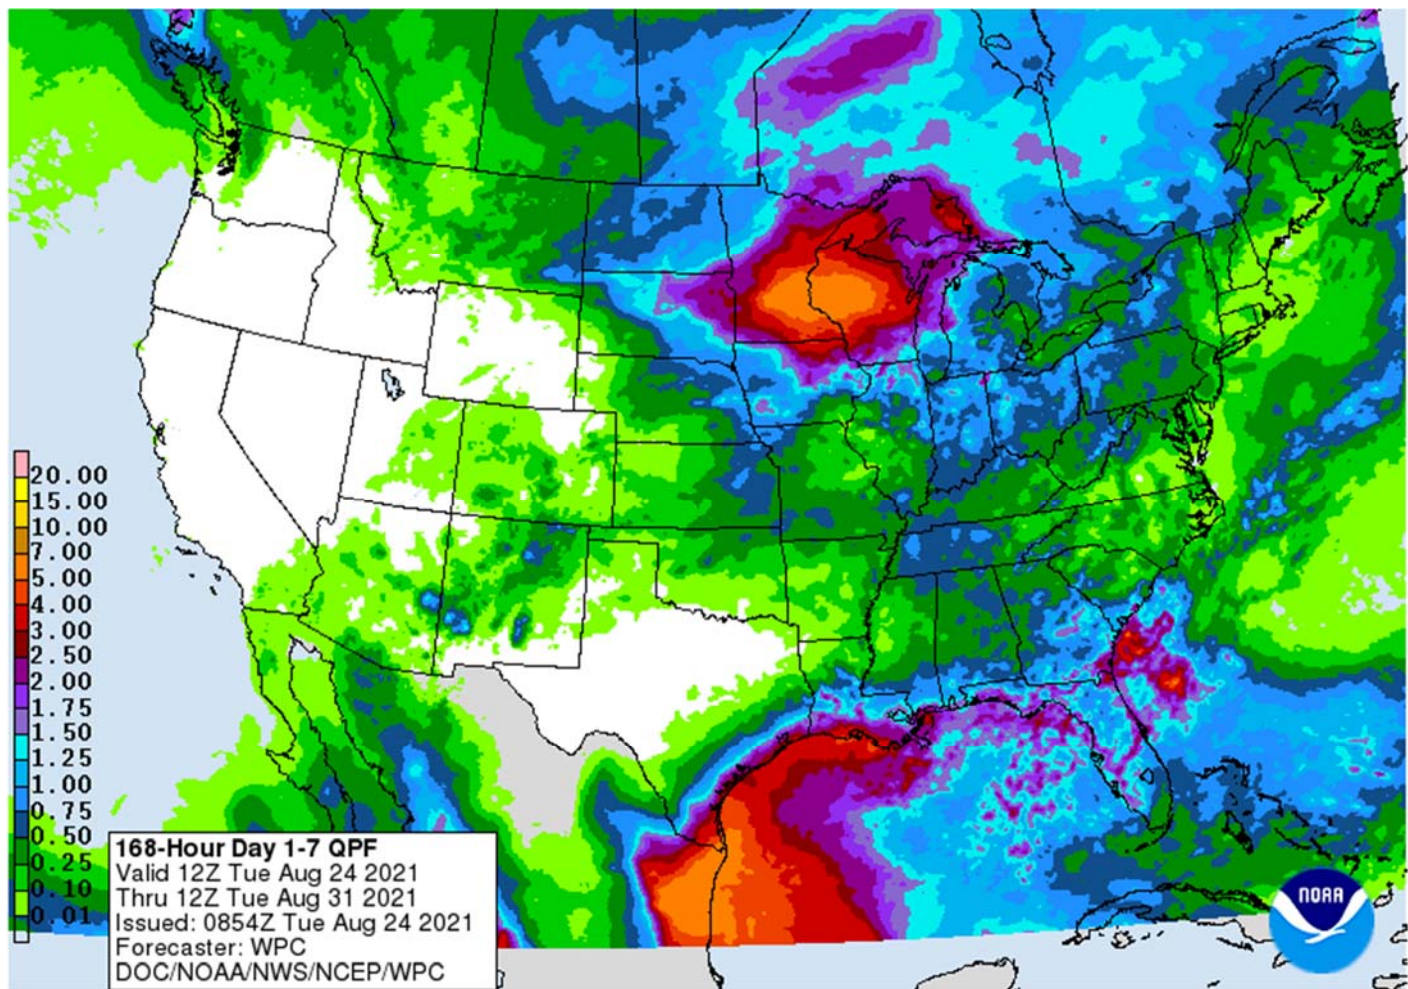 20.00
15.00
10.00
7.00
5.00
4.00
3.00
2.50
2.00
1.75
1.50
1.25
1.00
0.75
0.50
0.25
0.10
0.01
168-Hour Day 1-7 QPF
Valid 12Z Tue Aug 24 2021
Thru 12Z Tue Aug 31 2021
Issued: 0854Z Tue Aug 24 2021
Forecaster: WPC
DOC/NOAA/NWS/NCEP/WPC
NOAA